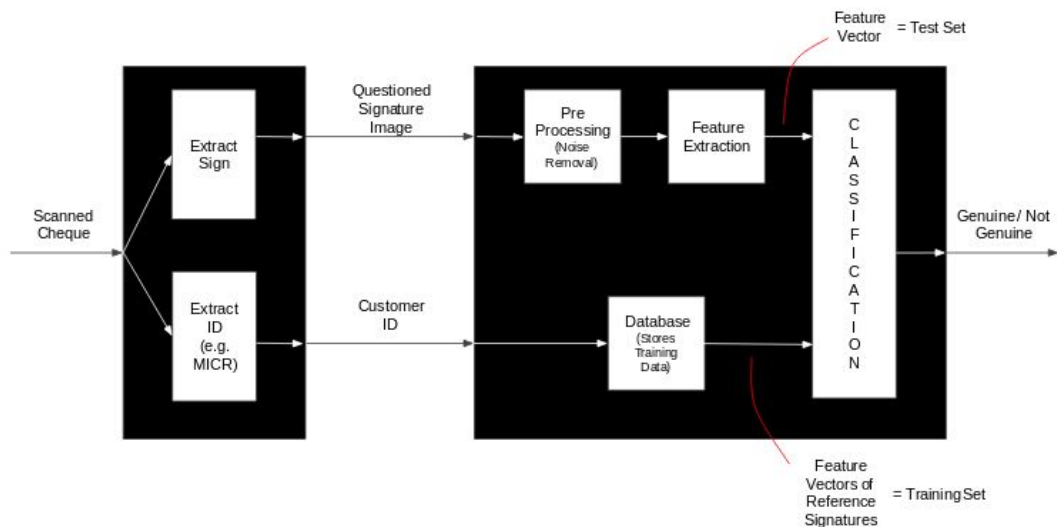 Feature
Vector
= Test Set
Questioned
Signature
Image
Extract
Sign
Pre
Processing
(Noise
Removal)
Feature
Extraction
CLASSIFICATION
Scanned
Cheque
Genuine/ Not
Genuine
Extract
ID
(e.g.
MICR)
Customer
ID
Database
(Stores
Training
Data)
Feature
Vectors of
Reference
Signatures
= Training Set